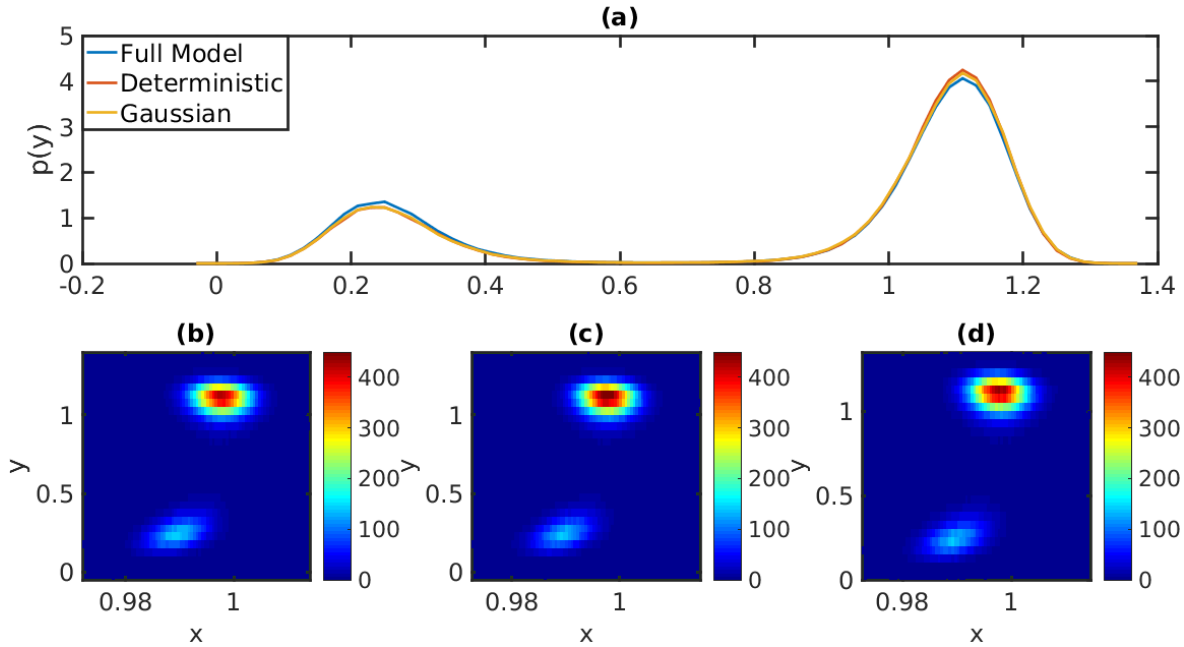 (a)
5
4
3
2
1
0
p(y)
Full Model
Deterministic
Gaussian
-0.2 0 0.2 0.4 0.6 0.8 1 1.2 1.4
(b) (c) (d)
400 400 400
1 1 1
300 300 300
y y y
200 200 200
0.5 0.5 0.5
100 100 100
0 0 0 0 0 0
0.98 1 0.98 1 0.98 1
x x x